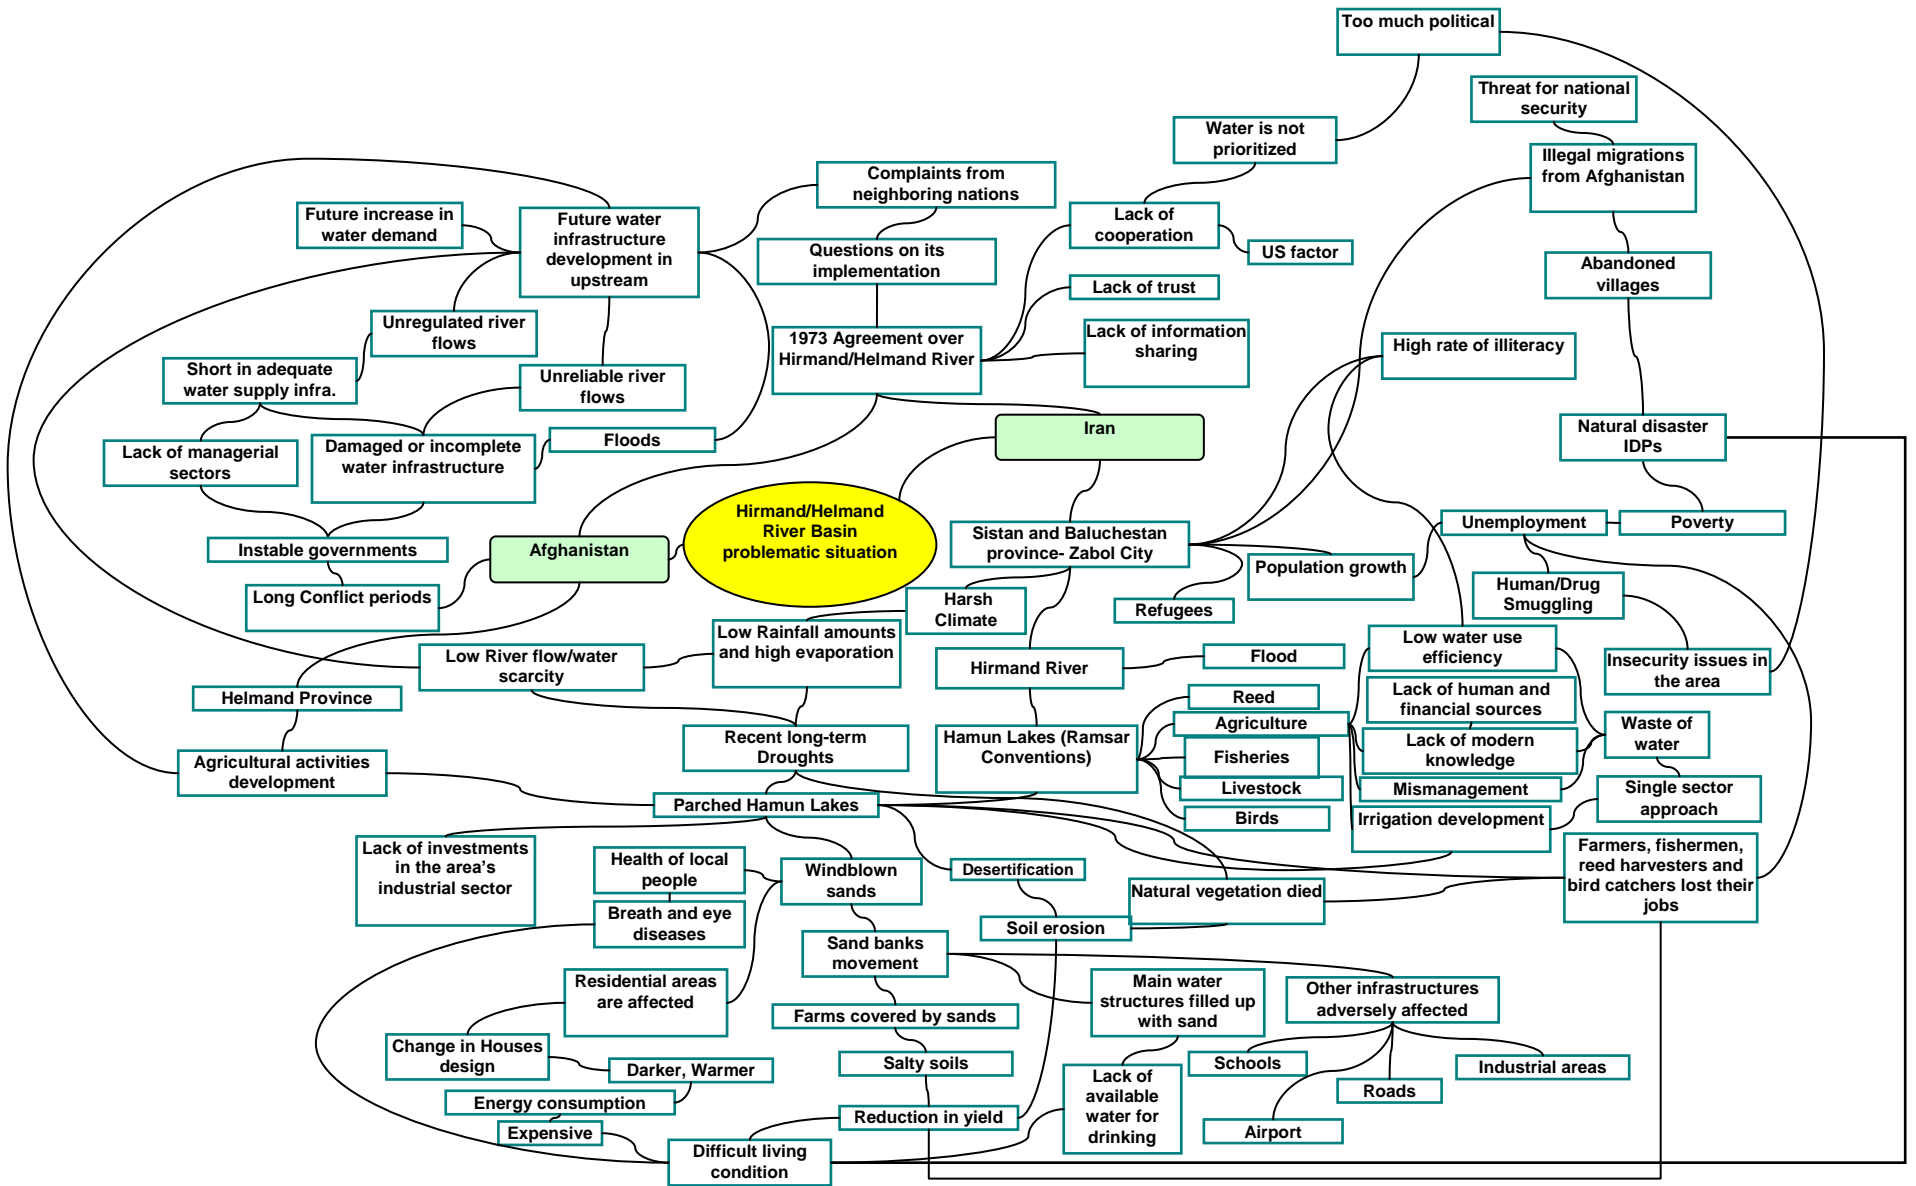 Too much political
Threat for national
security
Water is not
prioritized
Illegal migrations
from Afghanistan
Complaints from
neighboring nations
Future increase in
water demand
Future water
infrastructure
development in
upstream
Lack of
cooperation
US factor
Questions on its
implementation
Abandoned
villages
Lack of trust
Unregulated river
flows
1973 Agreement over
Hirmand/Helmand River
Lack of information
sharing
High rate of illiteracy
Short in adequate
water supply infra.
Unreliable river
flows
Natural disaster
IDPs
Iran
Floods
Lack of managerial
sectors
Damaged or incomplete
water infrastructure
Hirmand/Helmand
River Basin
problematic situation
Sistan and Baluchestan
province- Zabol City
Unemployment
Poverty
Instable governments
Afghanistan
Population growth
Human/Drug
Smuggling
Long Conflict periods
Harsh
Climate
Refugees
Low Rainfall amounts
and high evaporation
Low water use
efficiency
Low River flow/water
scarcity
Hirmand River
Flood
Insecurity issues in
the area
Helmand Province
Reed
Lack of human and
financial sources
Agriculture
Waste of
water
Recent long-term
Droughts
Hamun Lakes (Ramsar
Conventions)
Lack of modern
knowledge
Fisheries
Agricultural activities
development
Livestock
Mismanagement
Single sector
approach
Parched Hamun Lakes
Birds
Irrigation development
Lack of investments
in the area's
industrial sector
Health of local
people
Windblown
sands
Desertification
Farmers, fishermen,
reed harvesters and
bird catchers lost their
jobs
Natural vegetation died
Breath and eye
diseases
Soil erosion
Sand banks
movement
Residential areas
are affected
Main water
structures filled up
with sand
Other infrastructures
adversely affected
Farms covered by sands
Change in Houses
design
Darker, Warmer
Salty soils
Schools
Industrial areas
Lack of
available
water for
drinking
Roads
Energy consumption
Reduction in yield
Expensive
Airport
Difficult living
condition